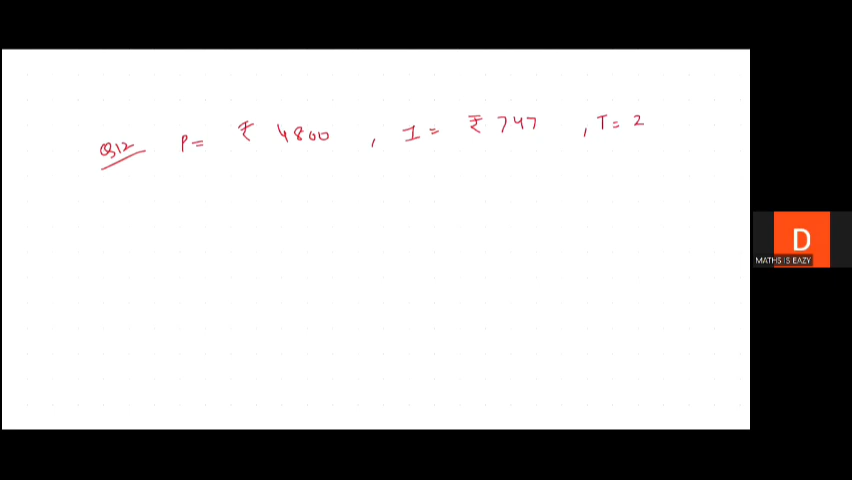 Q12 P= ₹ 4800 , I = ₹ 747 , T= 2
D
MATHS IS EAZY